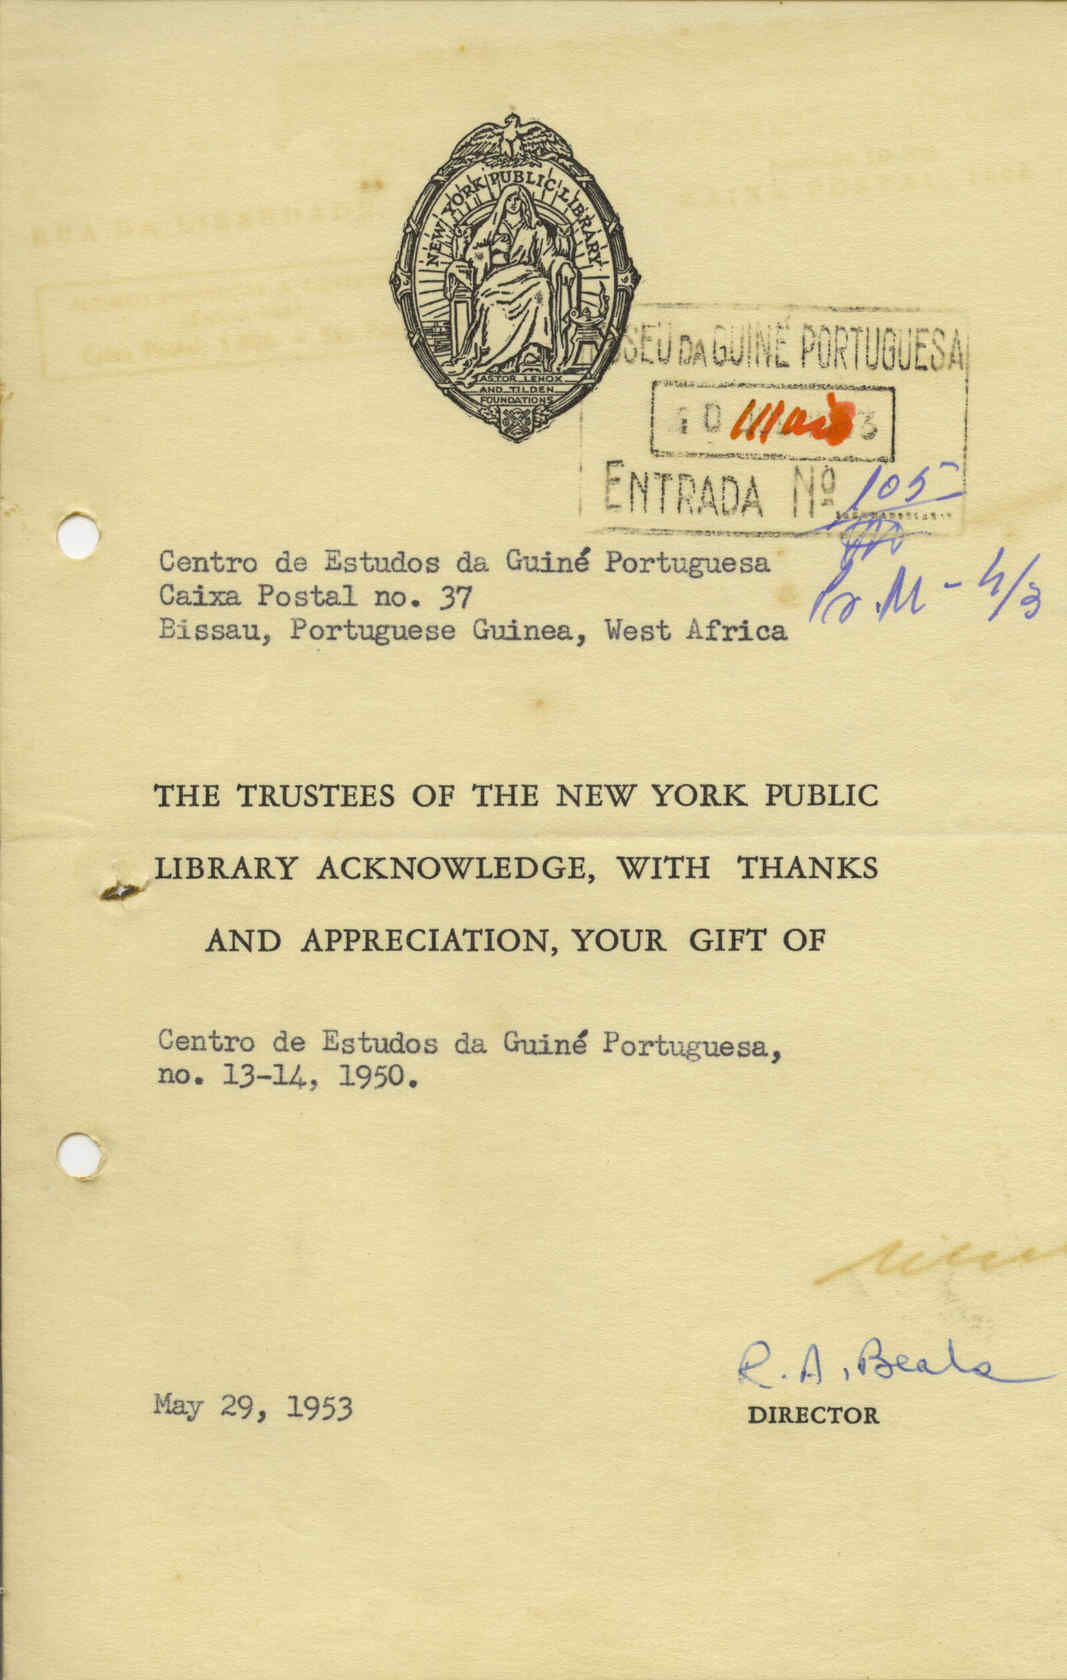 NEW YORK PUBLIC LIBRARY
ASTOR LENOX
AND TILDEN
FOUNDATIONS
DA GUINÉ PORTUGUESA
ENTRADA Nº 105
Centro de Estudos da Guiné Portuguesa
Caixa Postal no. 37
Bissau, Portuguese Guinea, West Africa
THE TRUSTEES OF THE NEW YORK PUBLIC
LIBRARY ACKNOWLEDGE, WITH THANKS
AND APPRECIATION, YOUR GIFT OF
Centro de Estudos da Guiné Portuguesa,
no. 13-14, 1950.
R. A. Beals
May 29, 1953
DIRECTOR